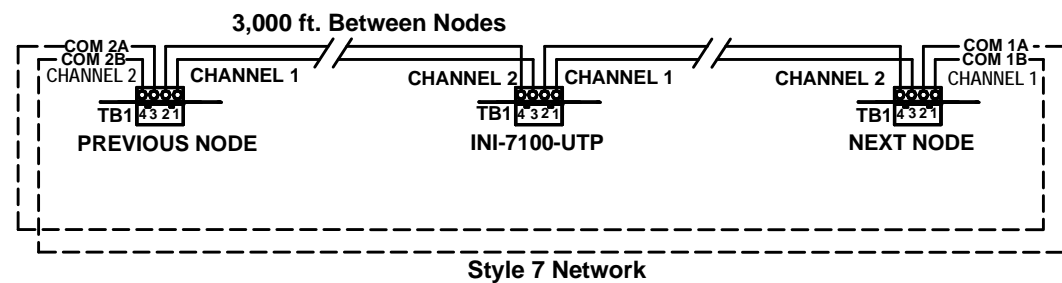 3,000 ft. Between Nodes
COM 2A
COM 2B
CHANNEL 2
CHANNEL 1
TB1
4 3 2 1
PREVIOUS NODE
CHANNEL 2
CHANNEL 1
TB1
4 3 2 1
INI-7100-UTP
COM 1A
COM 1B
CHANNEL 2
CHANNEL 1
TB1
4 3 2 1
NEXT NODE
Style 7 Network